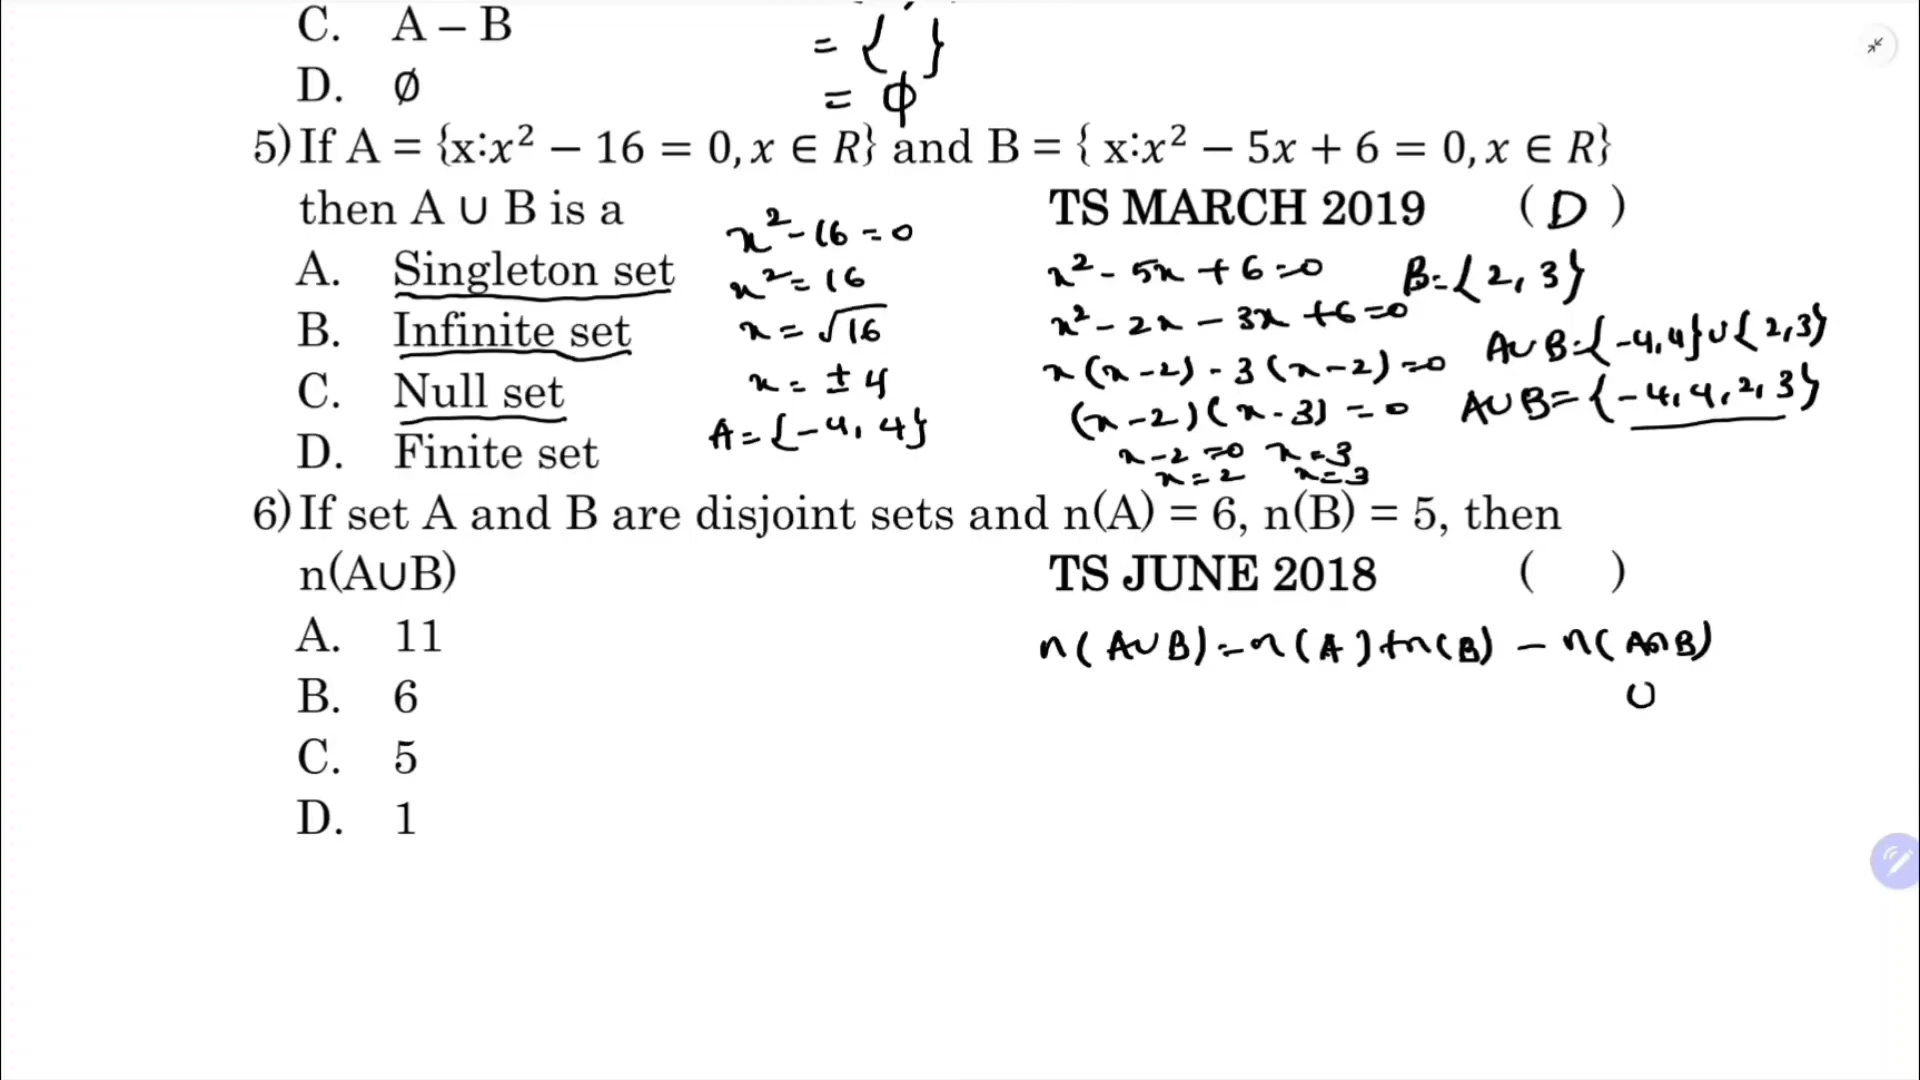 C. A – B
= { }
D. ∅
= ϕ
5) If A = {x:x² − 16 = 0, x ∈ R} and B = { x:x² − 5x + 6 = 0, x ∈ R}
then A ∪ B is a
TS MARCH 2019 ( D )
A. Singleton set
B. Infinite set
C. Null set
D. Finite set
x² - 16 = 0
x² = 16
x = √16
x = ± 4
A = {-4, 4}
x² - 5x + 6 = 0
x² - 2x - 3x + 6 = 0
x(x-2) - 3(x-2) = 0
(x-2)(x-3) = 0
x-2 = 0 x = 3
x = 2 x = 3
B = {2, 3}
A∪B = {-4,4}∪{2,3}
A∪B = {-4,4,2,3}
6) If set A and B are disjoint sets and n(A) = 6, n(B) = 5, then
n(A∪B)
TS JUNE 2018 ( )
A. 11
B. 6
C. 5
D. 1
n(A∪B) = n(A)+n(B) - n(A∩B)